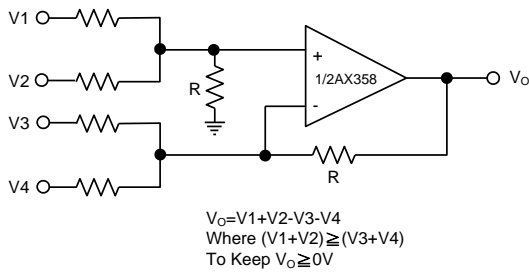 V1
V2
V3
V4
R
+
1/2AX358
-
R
VO
VO=V1+V2-V3-V4
Where (V1+V2)≧(V3+V4)
To Keep VO≧0V